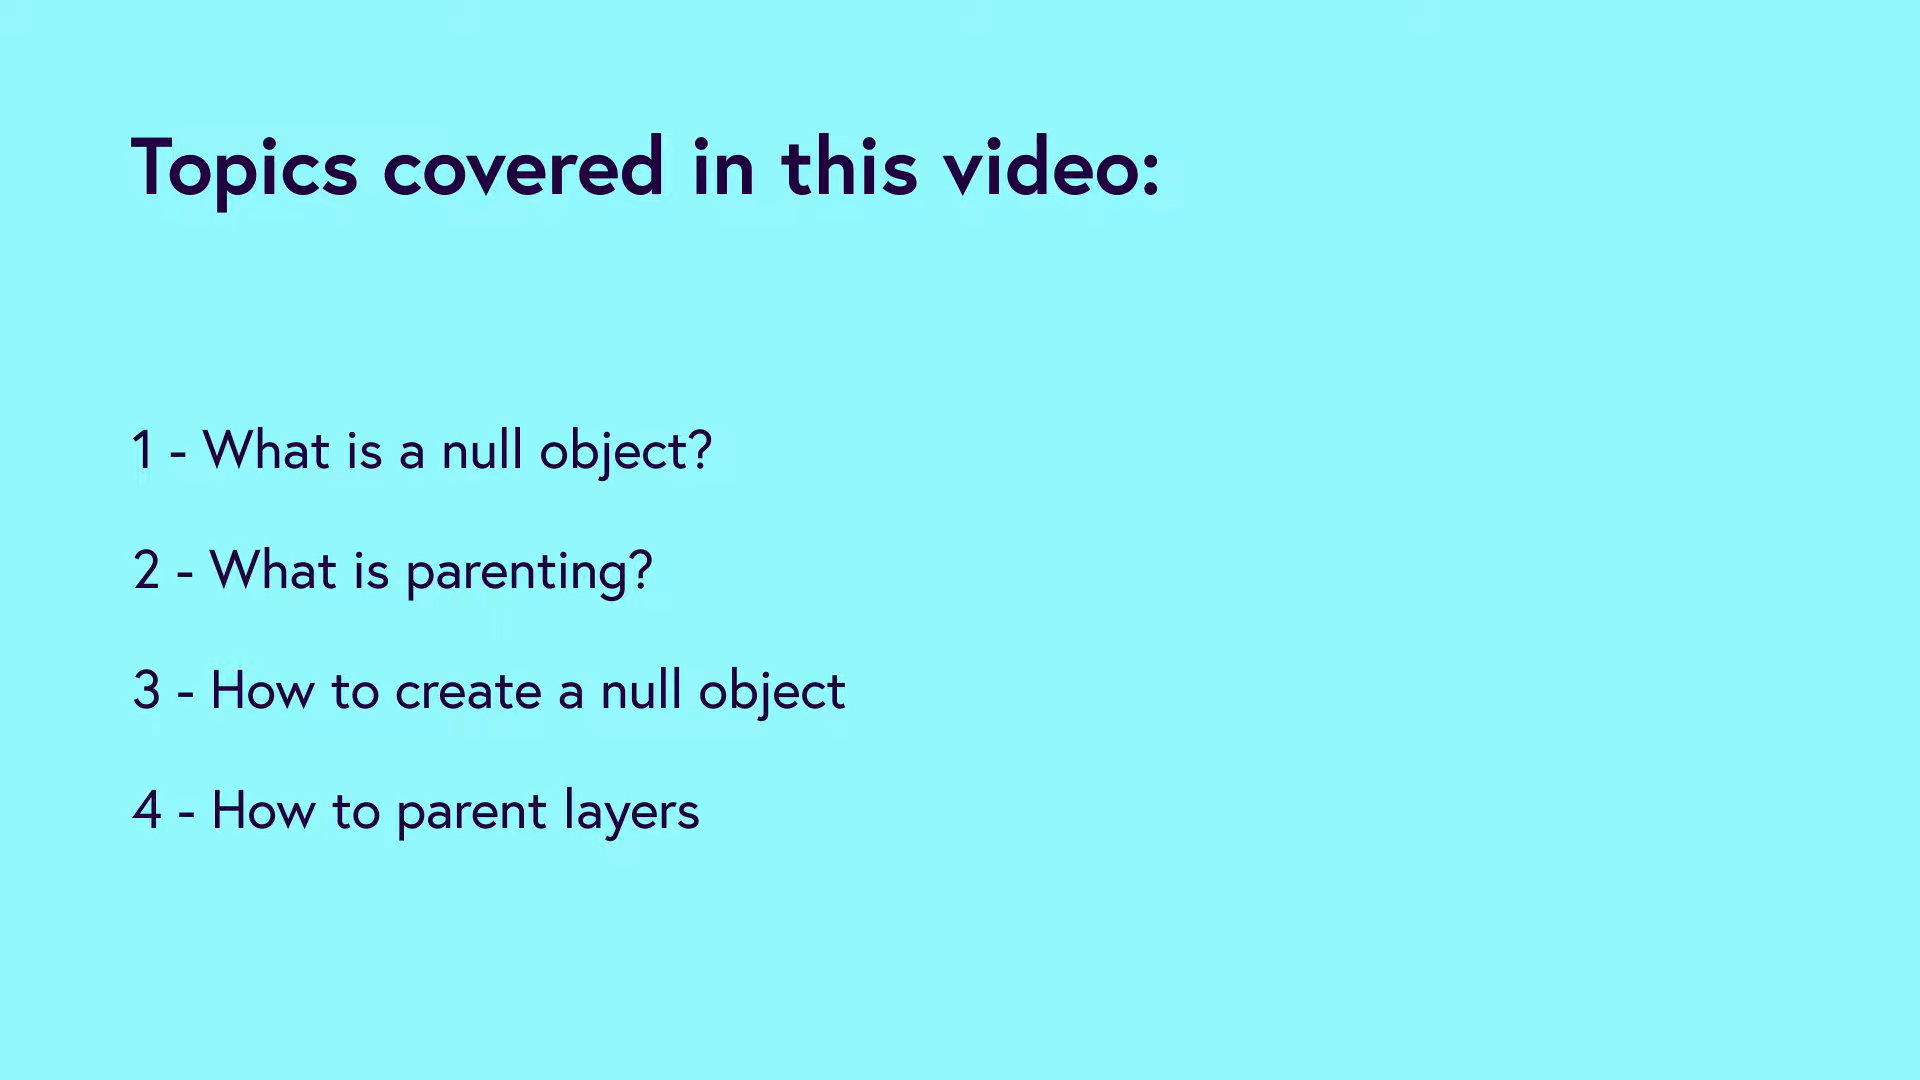 Topics covered in this video:
1 - What is a null object?
2 - What is parenting?
3 - How to create a null object
4 - How to parent layers